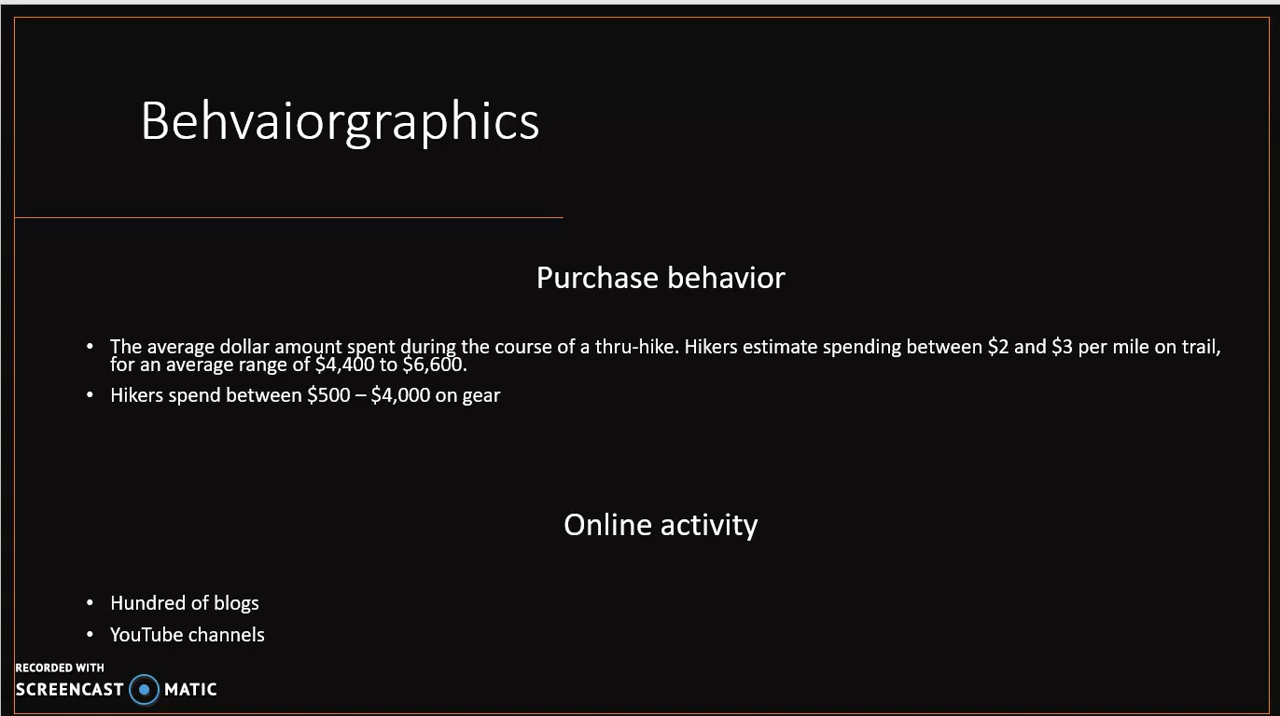 Behvaiorgraphics
Purchase behavior
• The average dollar amount spent during the course of a thru-hike. Hikers estimate spending between $2 and $3 per mile on trail,
for an average range of $4,400 to $6,600.
• Hikers spend between $500 – $4,000 on gear
Online activity
• Hundred of blogs
• YouTube channels
RECORDED WITH
SCREENCAST MATIC